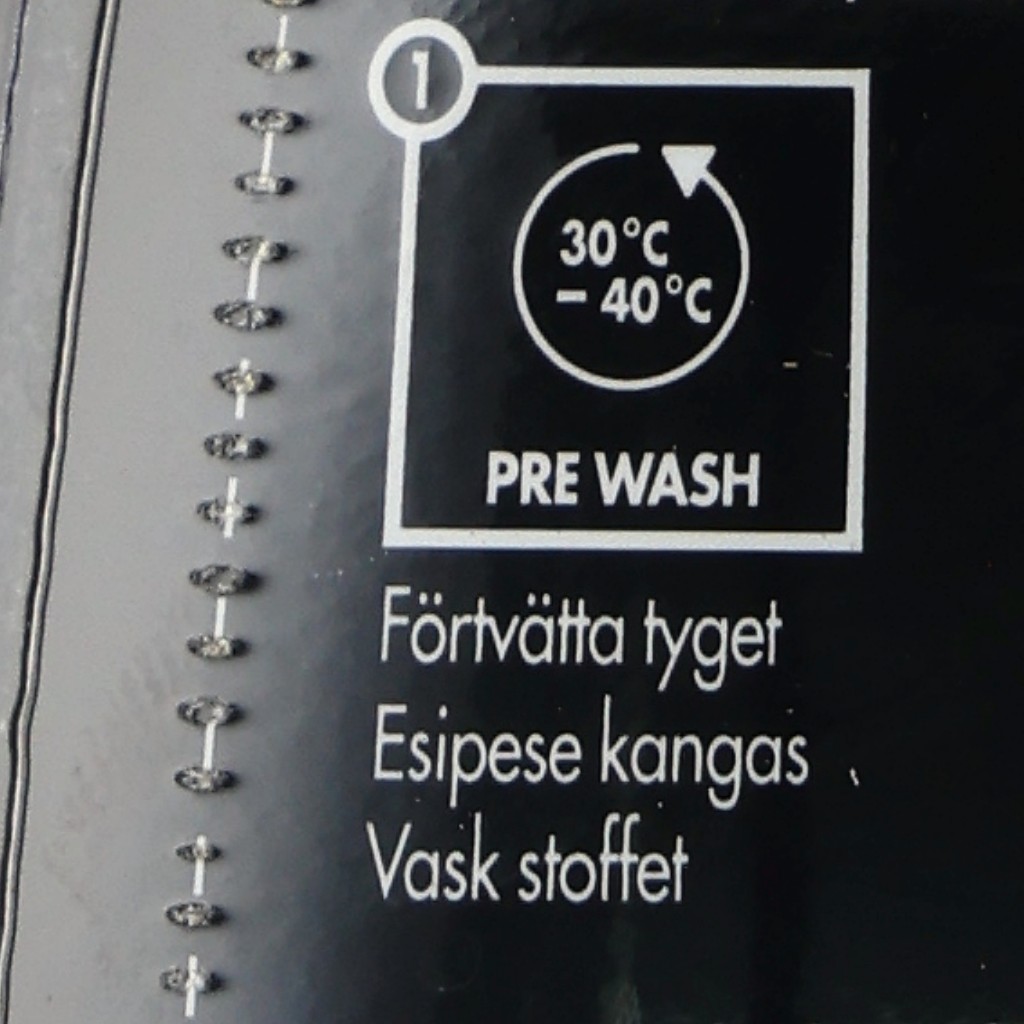 1
30°C
– 40°C
PRE WASH
Förtvätta tyget
Esipese kangas
Vask stoffet